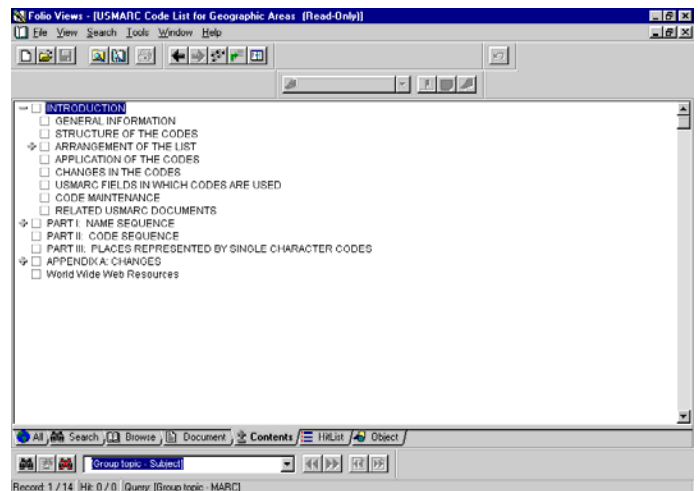 Folio Views - [USMARC Code List for Geographic Areas (Read-Only)]
File View Search Tools Window Help
INTRODUCTION
GENERAL INFORMATION
STRUCTURE OF THE CODES
ARRANGEMENT OF THE LIST
APPLICATION OF THE CODES
CHANGES IN THE CODES
USMARC FIELDS IN WHICH CODES ARE USED
CODE MAINTENANCE
RELATED USMARC DOCUMENTS
PART I: NAME SEQUENCE
PART II: CODE SEQUENCE
PART III: PLACES REPRESENTED BY SINGLE CHARACTER CODES
APPENDIX A: CHANGES
World Wide Web Resources
All Search Browse Document Contents HitList Object
[Group topic - Subject]
Record: 1 / 14 Hit: 0 / 0 Query: [Group topic - MARC]